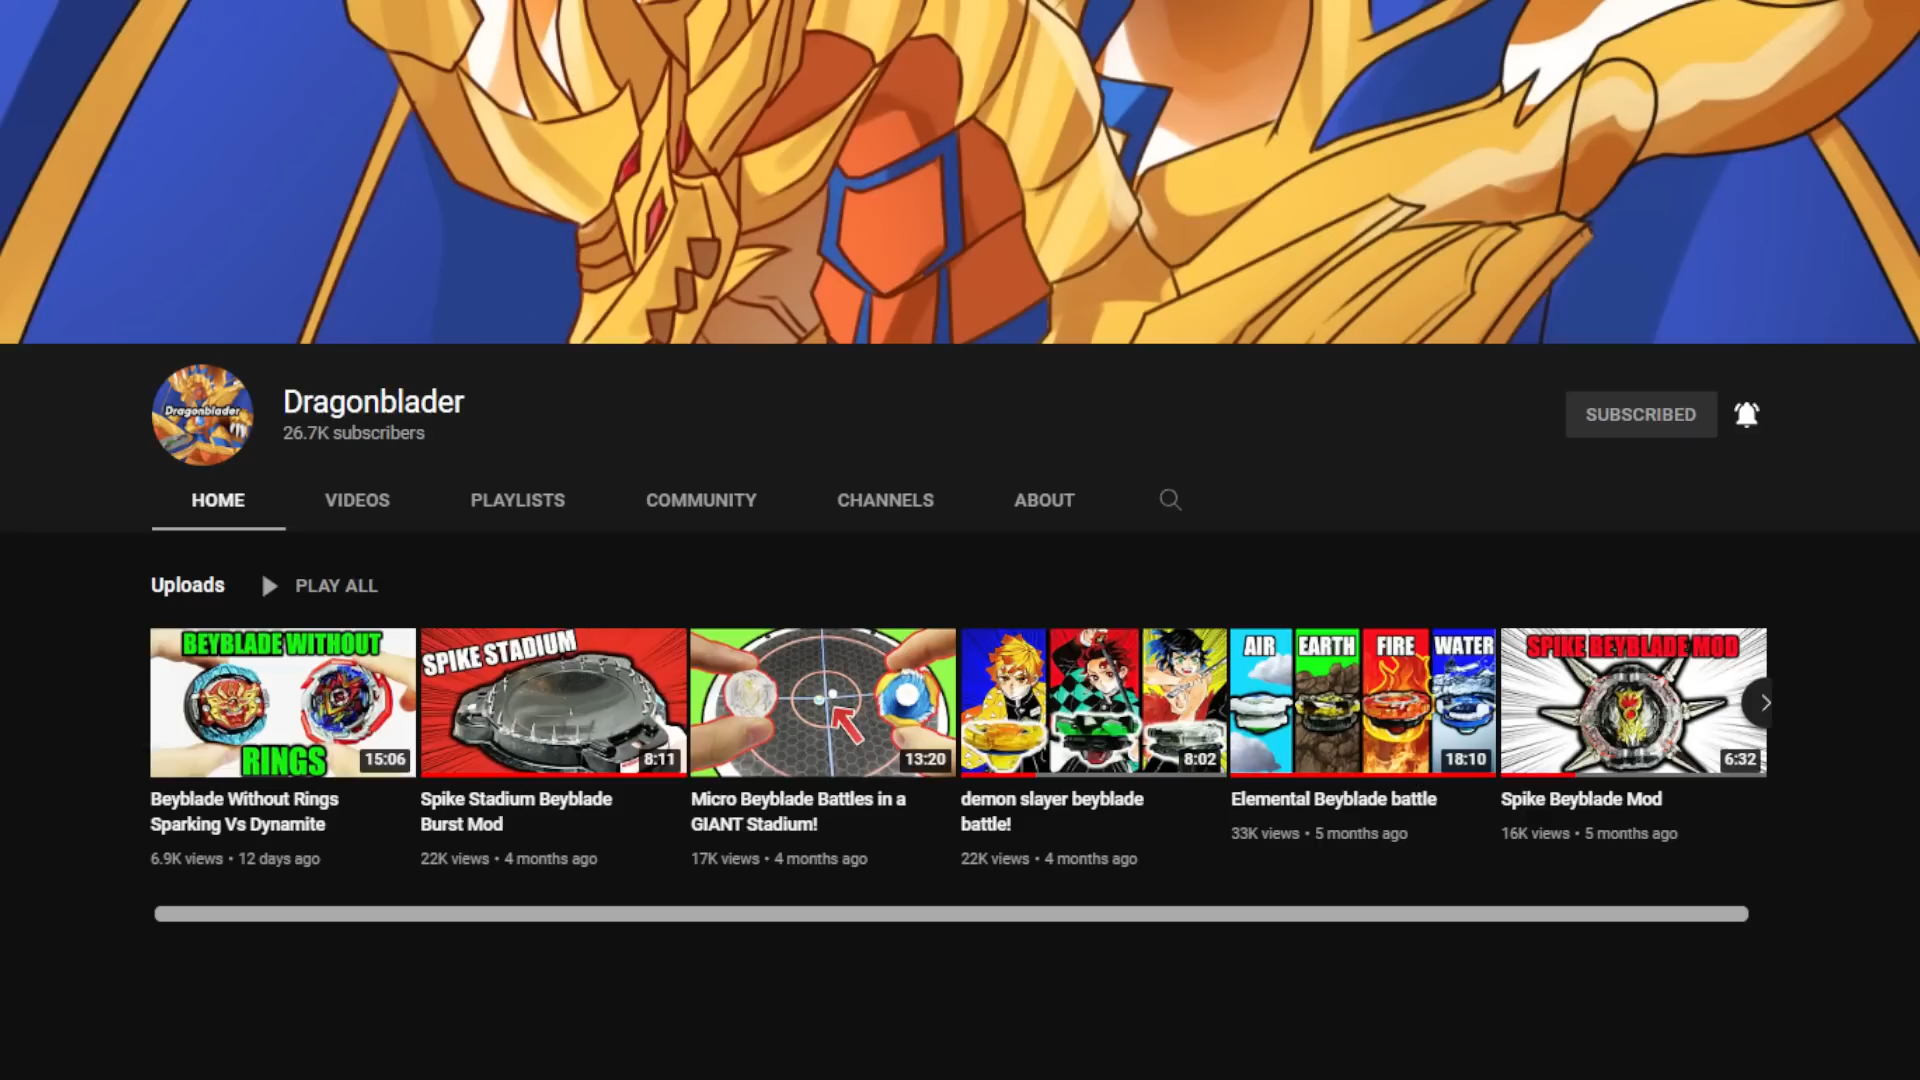 Dragonblader
Dragonblader
26.7K subscribers
SUBSCRIBED
HOME
VIDEOS
PLAYLISTS
COMMUNITY
CHANNELS
ABOUT
Uploads
PLAY ALL
BEYBLADE WITHOUT
RINGS
15:06
Beyblade Without Rings
Sparking Vs Dynamite
6.9K views • 12 days ago
SPIKE STADIUM
8:11
Spike Stadium Beyblade
Burst Mod
22K views • 4 months ago
13:20
Micro Beyblade Battles in a
GIANT Stadium!
17K views • 4 months ago
8:02
demon slayer beyblade
battle!
22K views • 4 months ago
AIR
EARTH
FIRE
WATER
18:10
Elemental Beyblade battle
33K views • 5 months ago
SPIKE BEYBLADE MOD
6:32
Spike Beyblade Mod
16K views • 5 months ago